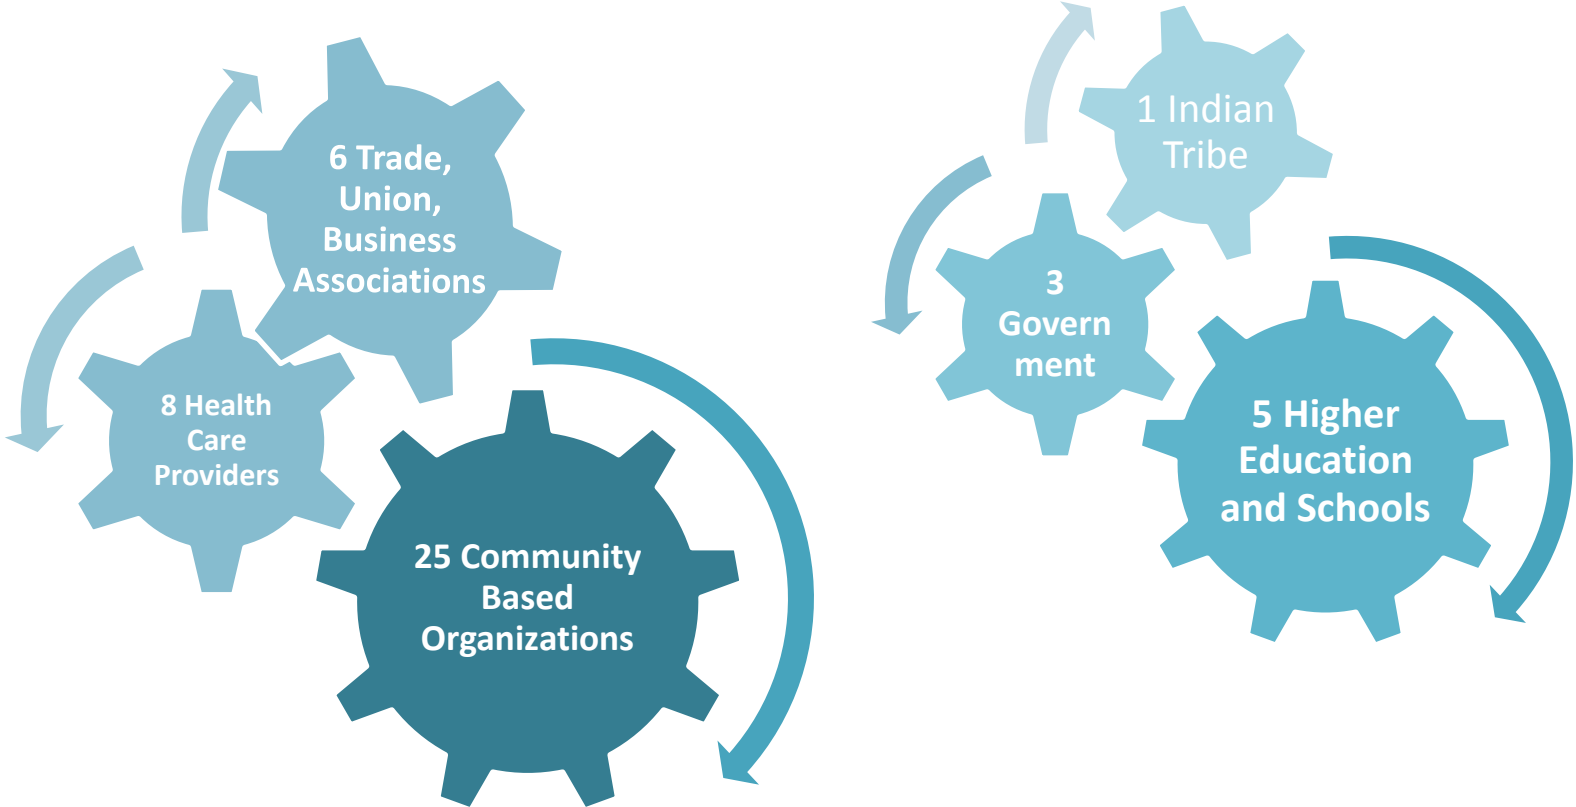 6 Trade,
Union,
Business
Associations
8 Health
Care
Providers
25 Community
Based
Organizations
1 Indian
Tribe
3
Govern
ment
5 Higher
Education
and Schools